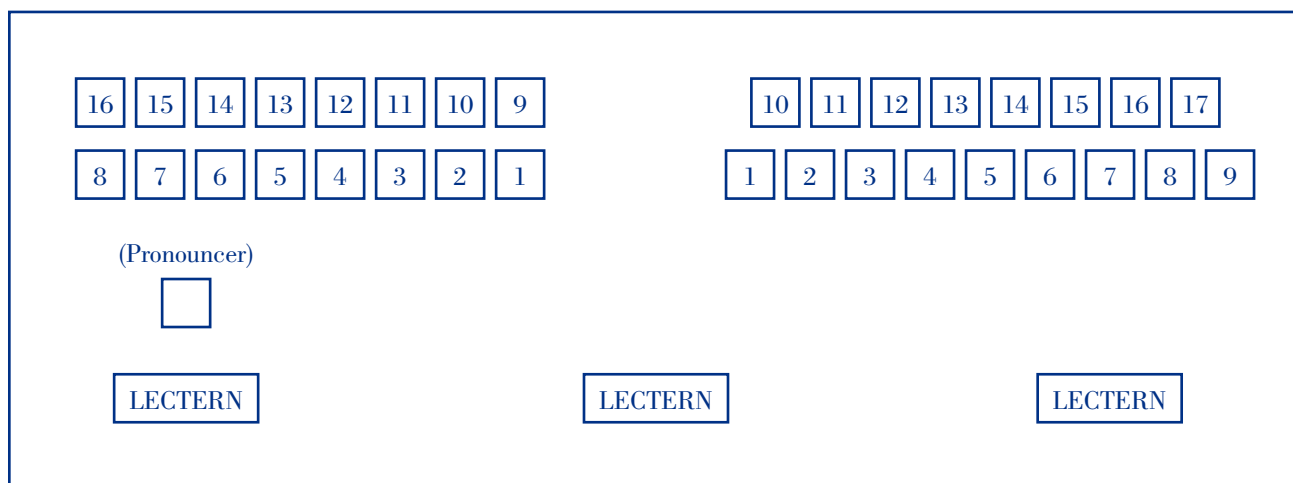 16 15 14 13 12 11 10 9
10 11 12 13 14 15 16 17
8 7 6 5 4 3 2 1
1 2 3 4 5 6 7 8 9
(Pronouncer)
LECTERN
LECTERN
LECTERN